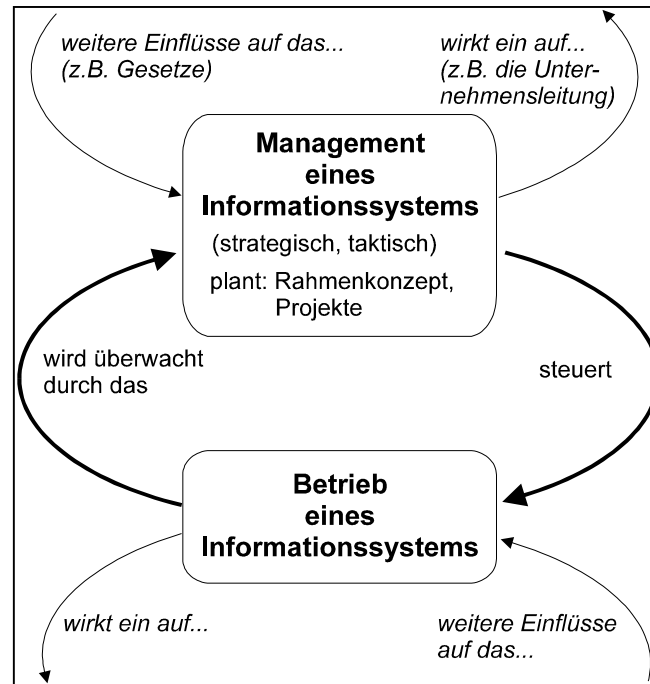 weitere Einflüsse auf das...
(z.B. Gesetze)
wirkt ein auf...
(z.B. die Unter-
nehmensleitung)
Management
eines
Informationssystems
(strategisch, taktisch)
plant: Rahmenkonzept,
Projekte
wird überwacht
durch das
steuert
Betrieb
eines
Informationssystems
wirkt ein auf...
weitere Einflüsse
auf das...